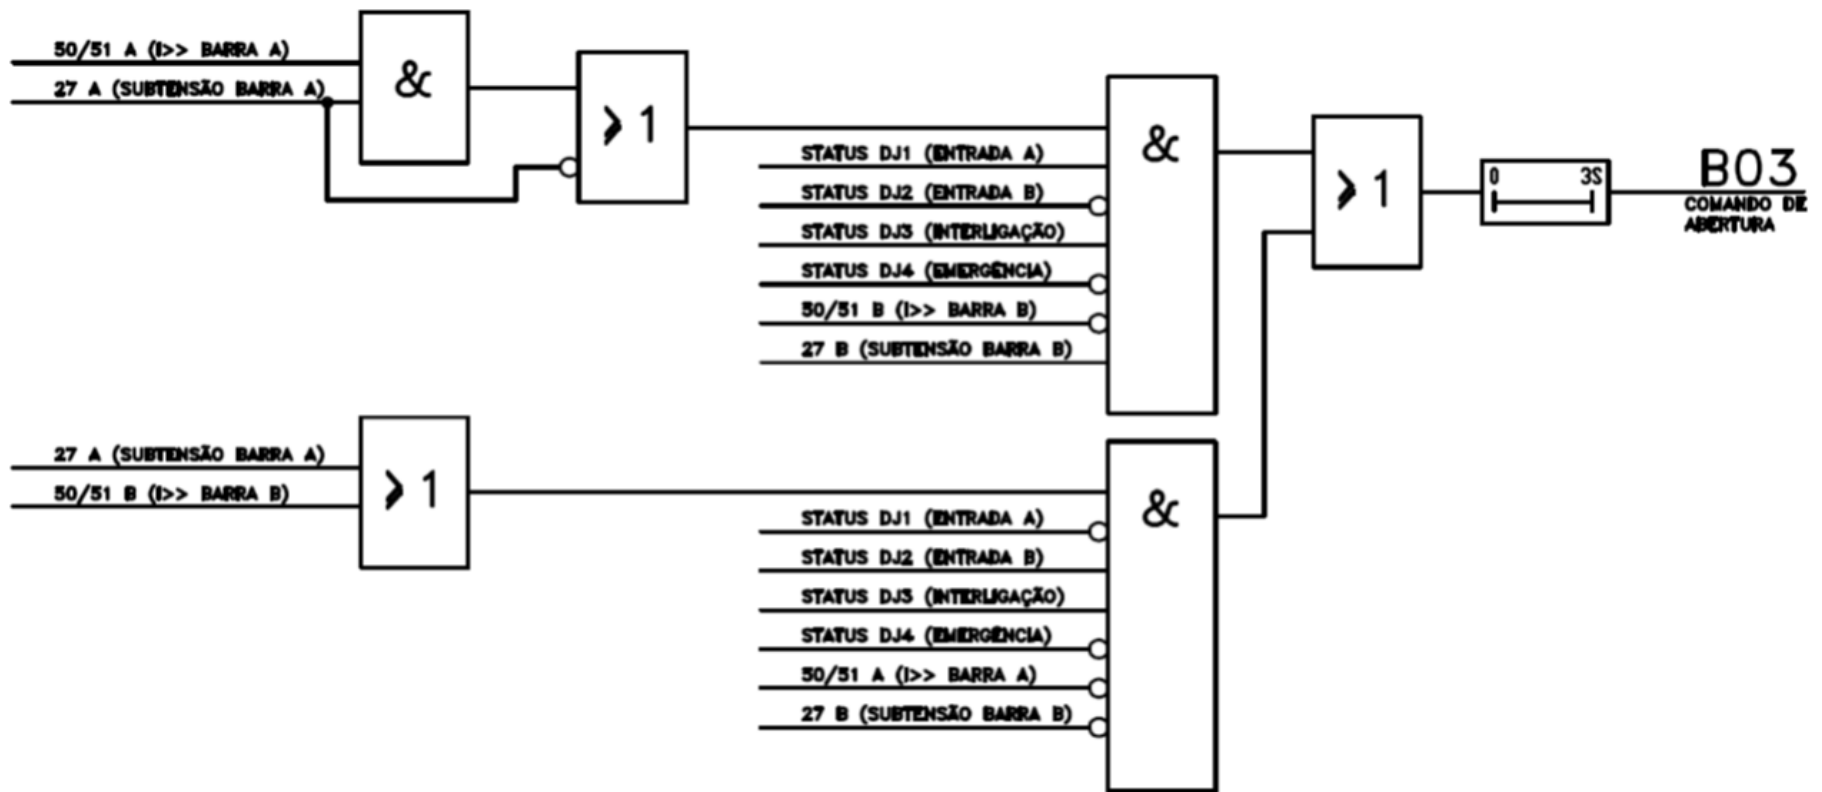 50/51 A (I>> BARRA A)
27 A (SUBTENSÃO BARRA A)
&
≥ 1
&
STATUS DJ1 (ENTRADA A)
STATUS DJ2 (ENTRADA B)
STATUS DJ3 (INTERLIGAÇÃO)
STATUS DJ4 (EMERGÊNCIA)
50/51 B (I>> BARRA B)
27 B (SUBTENSÃO BARRA B)
≥ 1
0 3S
B03
COMANDO DE
ABERTURA
27 A (SUBTENSÃO BARRA A)
50/51 B (I>> BARRA B)
≥ 1
&
STATUS DJ1 (ENTRADA A)
STATUS DJ2 (ENTRADA B)
STATUS DJ3 (INTERLIGAÇÃO)
STATUS DJ4 (EMERGÊNCIA)
50/51 A (I>> BARRA A)
27 B (SUBTENSÃO BARRA B)